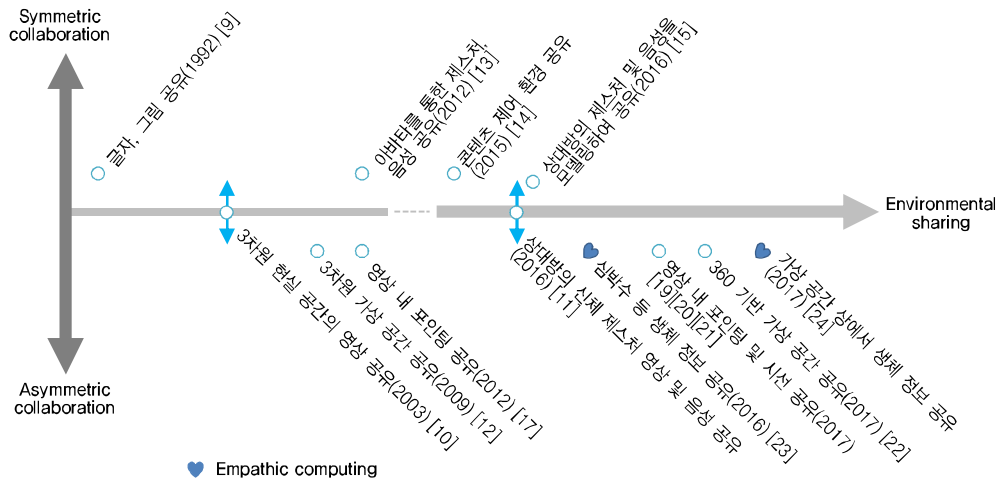 Symmetric
collaboration
글자, 그림 공유(1992) [9]
아바타를 통한 제스처,
음성 공유(2012) [13]
콘텐츠 제어 환경 공유
(2015) [14]
상대방의 제스처 및 음성을
모델링하여 공유(2016) [15]
Environmental
sharing
3차원 현실 공간의 영상 공유(2003) [10]
3차원 가상 공간 공유(2009) [12]
영상 내 포인팅 공유(2012) [17]
상대방의 신체 제스처 영상 및 음성 공유
(2016) [11]
심박수 등 생체 정보 공유(2016) [23]
영상 내 포인팅 및 시선 공유(2017)
[19][20][21]
360 기반 가상 공간 공유(2017) [22]
가상 공간 상에서 생체 정보 공유
(2017) [24]
Asymmetric
collaboration
Empathic computing